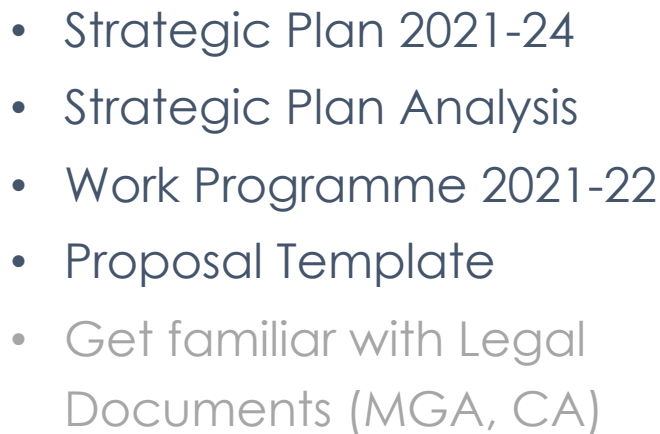 • Strategic Plan 2021-24
• Strategic Plan Analysis
• Work Programme 2021-22
• Proposal Template
• Get familiar with Legal
Documents (MGA, CA)